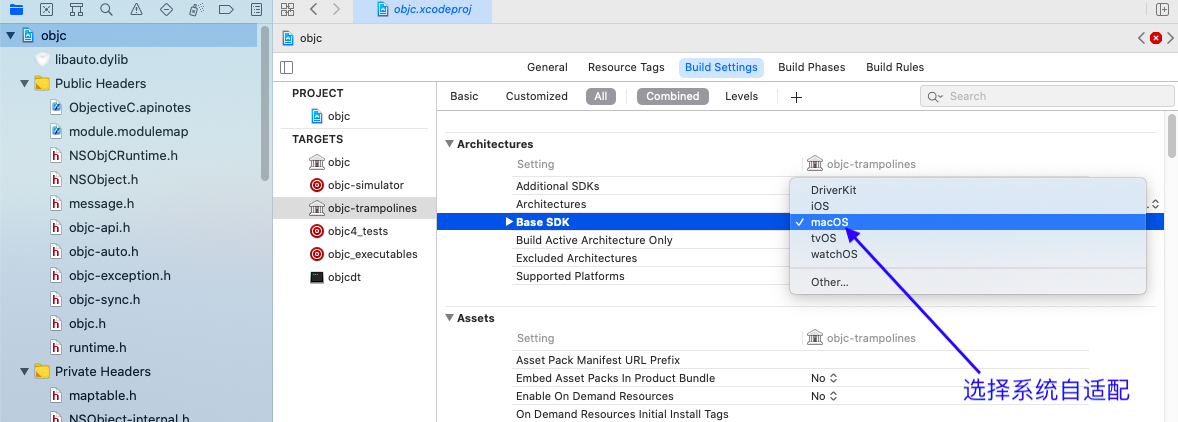 objc.xcodeproj
objc
libauto.dylib
Public Headers
ObjectiveC.apinotes
module.modulemap
NSObjCRuntime.h
NSObject.h
message.h
objc-api.h
objc-auto.h
objc-exception.h
objc-sync.h
objc.h
runtime.h
Private Headers
maptable.h
NSObject-internal.h
objc
General Resource Tags Build Settings Build Phases Build Rules
PROJECT
objc
TARGETS
objc
objc-simulator
objc-trampolines
objc4_tests
objc_executables
objcdt
Basic Customized All Combined Levels Search
Architectures
Setting objc-trampolines
Additional SDKs
Architectures
Base SDK
Build Active Architecture Only
Excluded Architectures
Supported Platforms
DriverKit
iOS
macOS
tvOS
watchOS
Other...
Assets
Setting objc-trampolines
Asset Pack Manifest URL Prefix
Embed Asset Packs In Product Bundle No
Enable On Demand Resources No
On Demand Resources Initial Install Tags
选择系统自适配